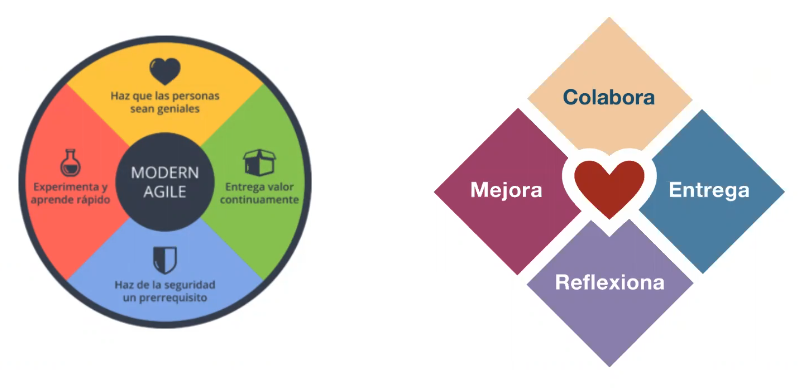 Haz que las personas
sean geniales
Experimenta y
aprende rápido
MODERN
AGILE
Entrega valor
continuamente
Haz de la seguridad
un prerrequisito
Colabora
Mejora
Entrega
Reflexiona